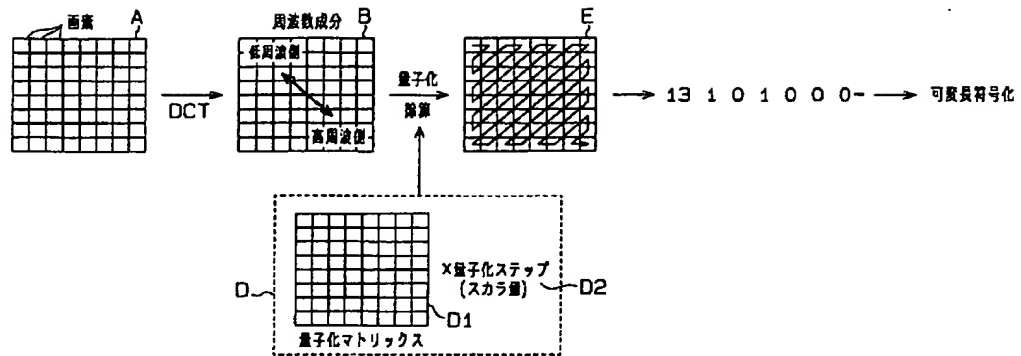 画素
A
DCT
周波数成分
B
低周波側
高周波側
量子化
除算
E
13 1 0 1 0 0 0-
可変長符号化
D
D1
量子化マトリックス
×量子化ステップ
(スカラ量)
D2